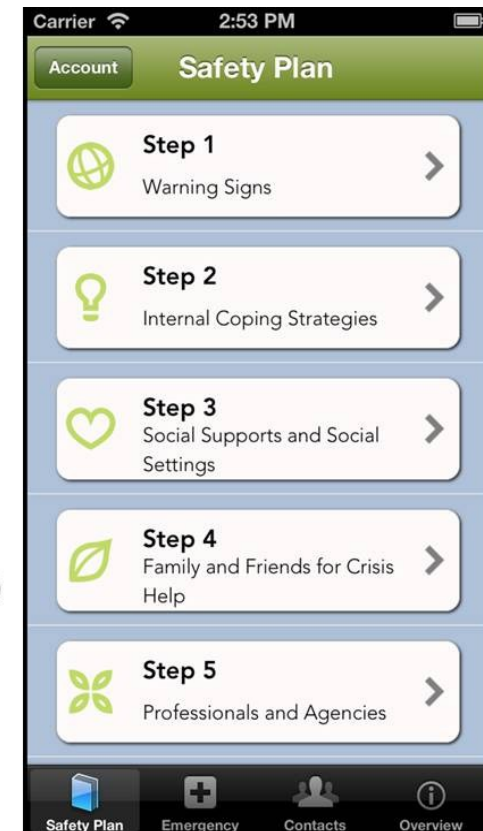 Carrier 2:53 PM
Account Safety Plan
Step 1
Warning Signs
Step 2
Internal Coping Strategies
Step 3
Social Supports and Social
Settings
Step 4
Family and Friends for Crisis
Help
Step 5
Professionals and Agencies
Safety Plan Emergency Contacts Overview